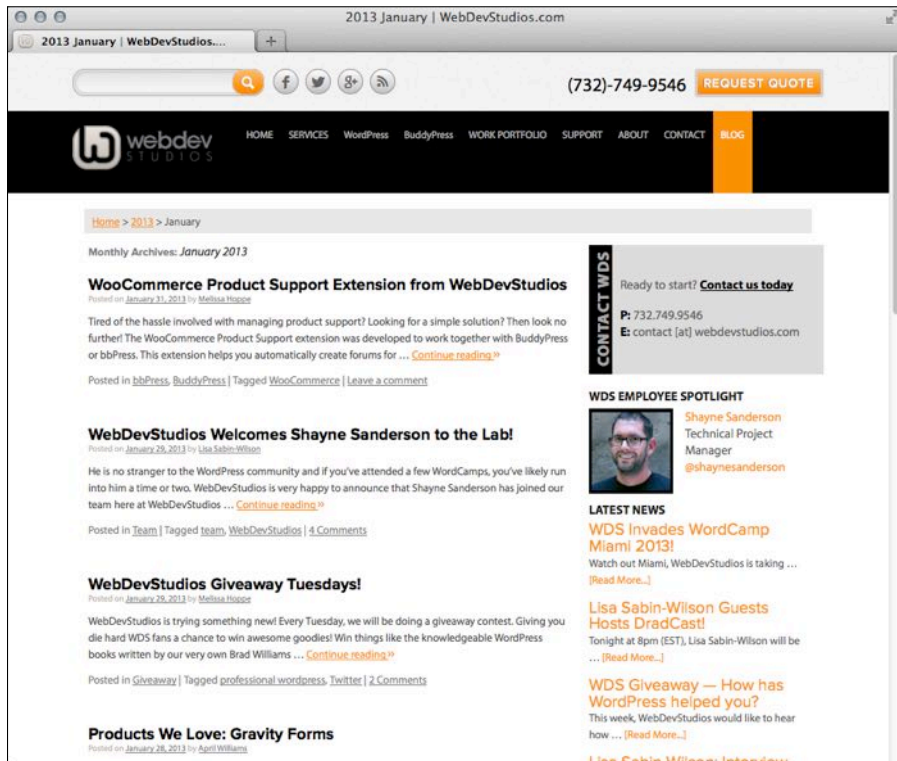 2013 January | WebDevStudios.com
2013 January | WebDevStudios....
(732)-749-9546
REQUEST QUOTE
webdev
STUDIOS
HOME SERVICES WordPress BuddyPress WORK PORTFOLIO SUPPORT ABOUT CONTACT BLOG
Home > 2013 > January
Monthly Archives: January 2013
WooCommerce Product Support Extension from WebDevStudios
Posted on January 31, 2013 by Melissa Hoppe
Tired of the hassle involved with managing product support? Looking for a simple solution? Then look no
further! The WooCommerce Product Support extension was developed to work together with BuddyPress
or bbPress. This extension helps you automatically create forums for … Continue reading »
Posted in bbPress, BuddyPress | Tagged WooCommerce | Leave a comment
WebDevStudios Welcomes Shayne Sanderson to the Lab!
Posted on January 29, 2013 by Lisa Sabin-Wilson
He is no stranger to the WordPress community and if you've attended a few WordCamps, you've likely run
into him a time or two. WebDevStudios is very happy to announce that Shayne Sanderson has joined our
team here at WebDevStudios … Continue reading »
Posted in Team | Tagged team, WebDevStudios | 4 Comments
WebDevStudios Giveaway Tuesdays!
Posted on January 29, 2013 by Melissa Hoppe
WebDevStudios is trying something new! Every Tuesday, we will be doing a giveaway contest. Giving you
die hard WDS fans a chance to win awesome goodies! Win things like the knowledgeable WordPress
books written by our very own Brad Williams … Continue reading »
Posted in Giveaway | Tagged professional wordpress, Twitter | 2 Comments
Products We Love: Gravity Forms
Posted on January 28, 2013 by April Williams
CONTACT WDS
Ready to start? Contact us today
P: 732.749.9546
E: contact [at] webdevstudios.com
WDS EMPLOYEE SPOTLIGHT
Shayne Sanderson
Technical Project
Manager
@shaynesanderson
LATEST NEWS
WDS Invades WordCamp
Miami 2013!
Watch out Miami, WebDevStudios is taking …
[Read More...]
Lisa Sabin-Wilson Guests
Hosts DradCast!
Tonight at 8pm (EST), Lisa Sabin-Wilson will be
… [Read More...]
WDS Giveaway — How has
WordPress helped you?
This week, WebDevStudios would like to hear
how … [Read More...]
Lisa Sabin-Wilson: Interview